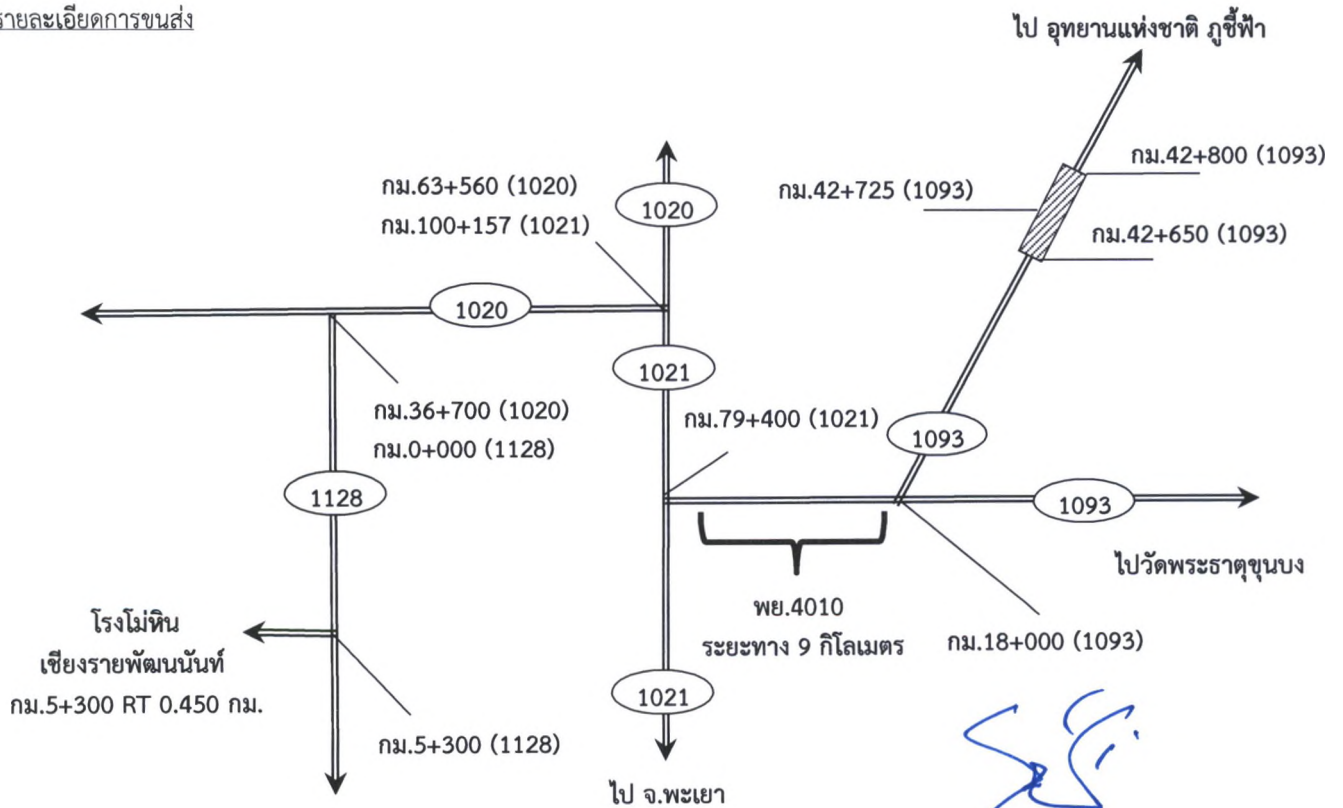 รายละเอียดการขนส่ง
ไป อุทยานแห่งชาติ ภูชี้ฟ้า
กม.42+800 (1093)
กม.42+725 (1093)
กม.42+650 (1093)
กม.63+560 (1020)
กม.100+157 (1021)
1020
1020
1021
กม.36+700 (1020)
กม.0+000 (1128)
กม.79+400 (1021)
1093
1128
1093
ไปวัดพระธาตุขุนบง
พย.4010
ระยะทาง 9 กิโลเมตร
กม.18+000 (1093)
โรงโม่หิน
เชียงรายพัฒนนันท์
กม.5+300 RT 0.450 กม.
1021
กม.5+300 (1128)
ไป จ.พะเยา